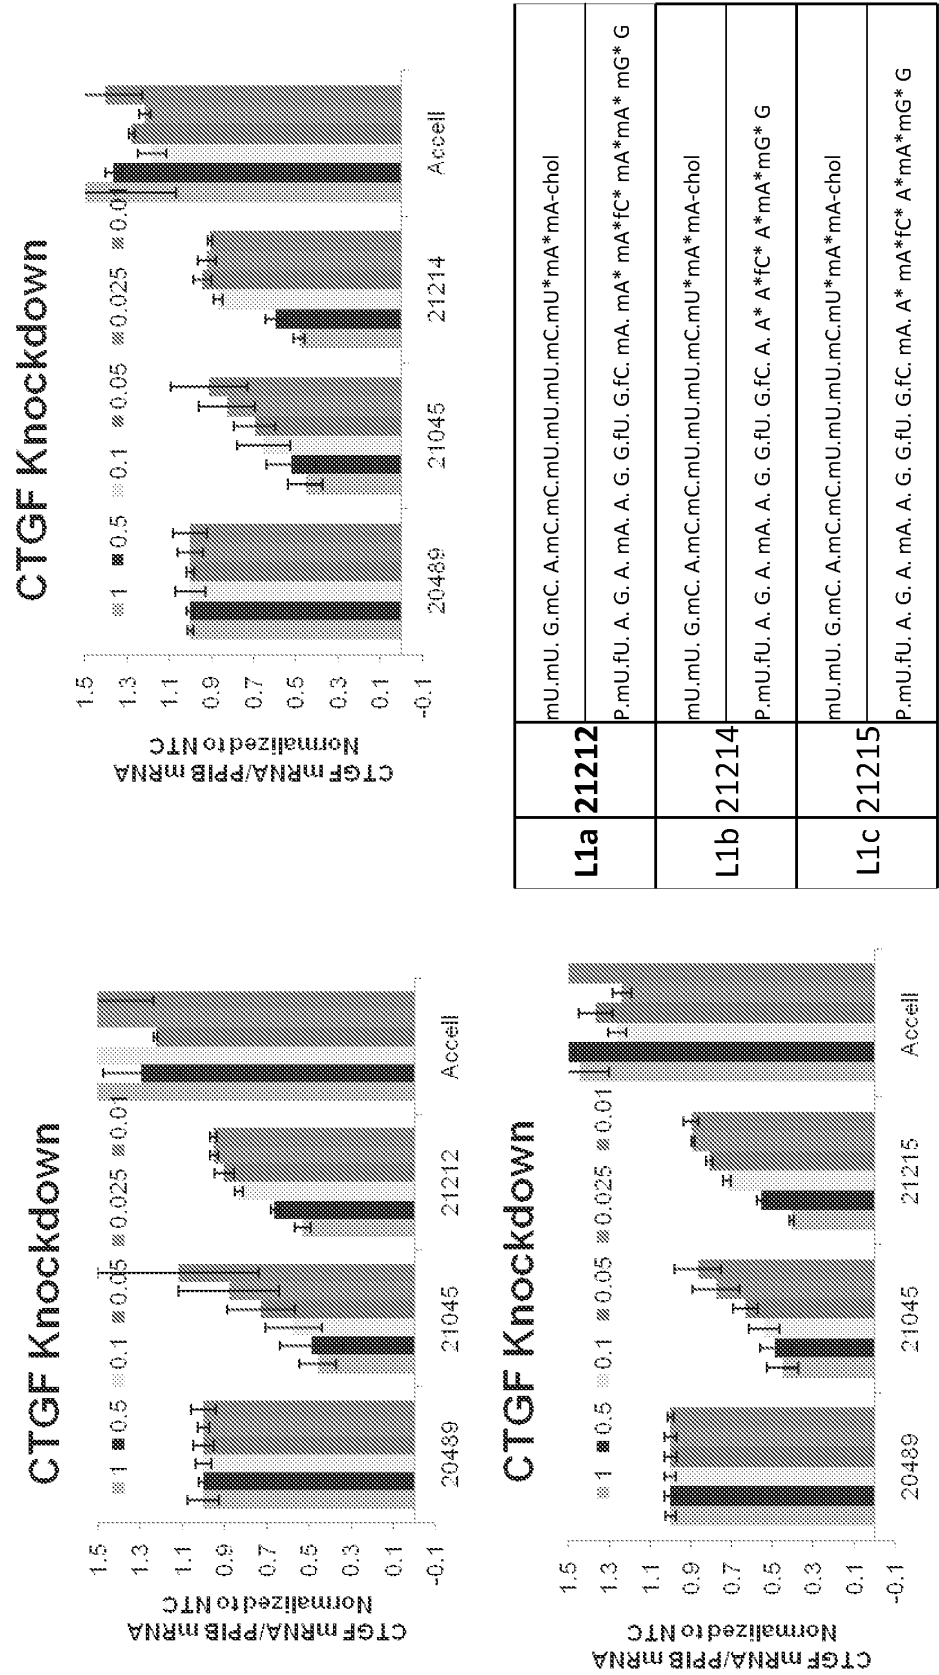 CTGF Knockdown
1 0.5 0.1 0.05 0.025 0.01
1.5
1.3
1.1
0.9
0.7
0.5
0.3
0.1
-0.1
CTGF mRNA/PPIB mRNA
Normalized to NTC
20489 21045 21212 Accell
CTGF Knockdown
1 0.5 0.1 0.05 0.025 0.01
1.5
1.3
1.1
0.9
0.7
0.5
0.3
0.1
-0.1
CTGF mRNA/PPIB mRNA
Normalized to NTC
20489 21045 21214 Accell
CTGF Knockdown
1 0.5 0.1 0.05 0.025 0.01
1.5
1.3
1.1
0.9
0.7
0.5
0.3
0.1
-0.1
CTGF mRNA/PPIB mRNA
Normalized to NTC
20489 21045 21215 Accell
L1a 21212 mU.mU. G.mC. A.mC.mC.mU.mU.mU.mC.mU*mA*mA-chol
P.mU.fU. A. G. A. mA. A. G. G.fU. G.fC. mA. mA* mA*fC* mA*mA* mG* G
L1b 21214 mU.mU. G.mC. A.mC.mC.mU.mU.mU.mC.mU*mA*mA-chol
P.mU.fU. A. G. A. mA. A. G. G.fU. G.fC. A. A* A*fC* A*mA*mG* G
L1c 21215 mU.mU. G.mC. A.mC.mC.mU.mU.mU.mC.mU*mA*mA-chol
P.mU.fU. A. G. A. mA. A. G. G.fU. G.fC. mA. A* mA*fC* A*mA*mG* G